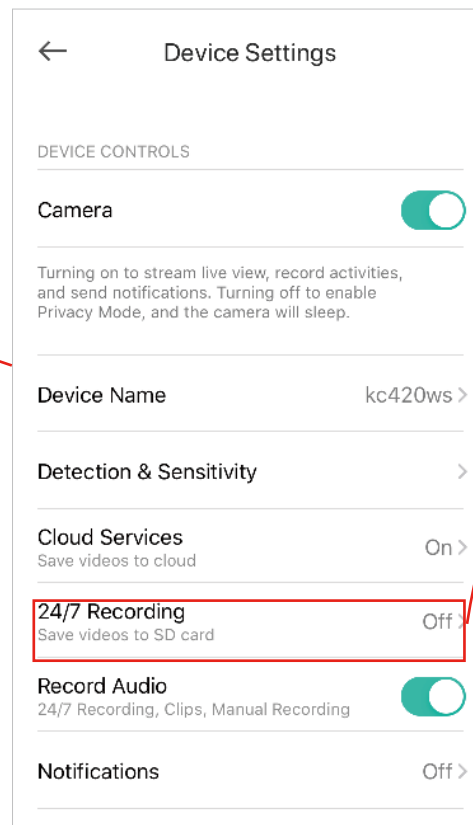 Device Settings
DEVICE CONTROLS
Camera
Turning on to stream live view, record activities,
and send notifications. Turning off to enable
Privacy Mode, and the camera will sleep.
Device Name kc420ws
Detection & Sensitivity
Cloud Services
On
Save videos to cloud
24/7 Recording
Off
Save videos to SD card
Record Audio
24/7 Recording, Clips, Manual Recording
Notifications Off